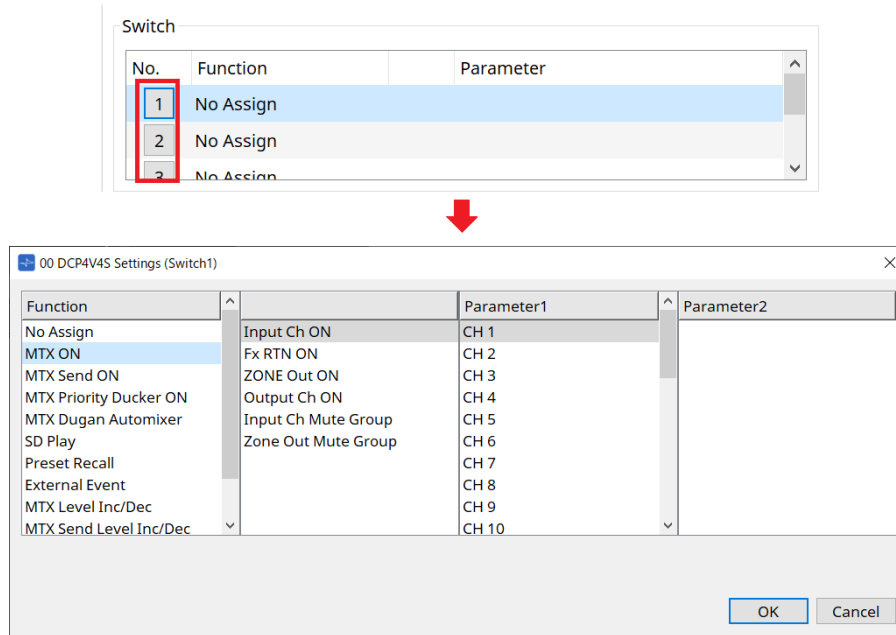 Switch
No. Function Parameter
1 No Assign
2 No Assign
3 No Assign
00 DCP4V4S Settings (Switch1)
Function Parameter1 Parameter2
No Assign Input Ch ON CH 1
MTX ON Fx RTN ON CH 2
MTX Send ON ZONE Out ON CH 3
MTX Priority Ducker ON Output Ch ON CH 4
MTX Dugan Automixer Input Ch Mute Group CH 5
SD Play Zone Out Mute Group CH 6
Preset Recall CH 7
External Event CH 8
MTX Level Inc/Dec CH 9
MTX Send Level Inc/Dec CH 10
OK Cancel